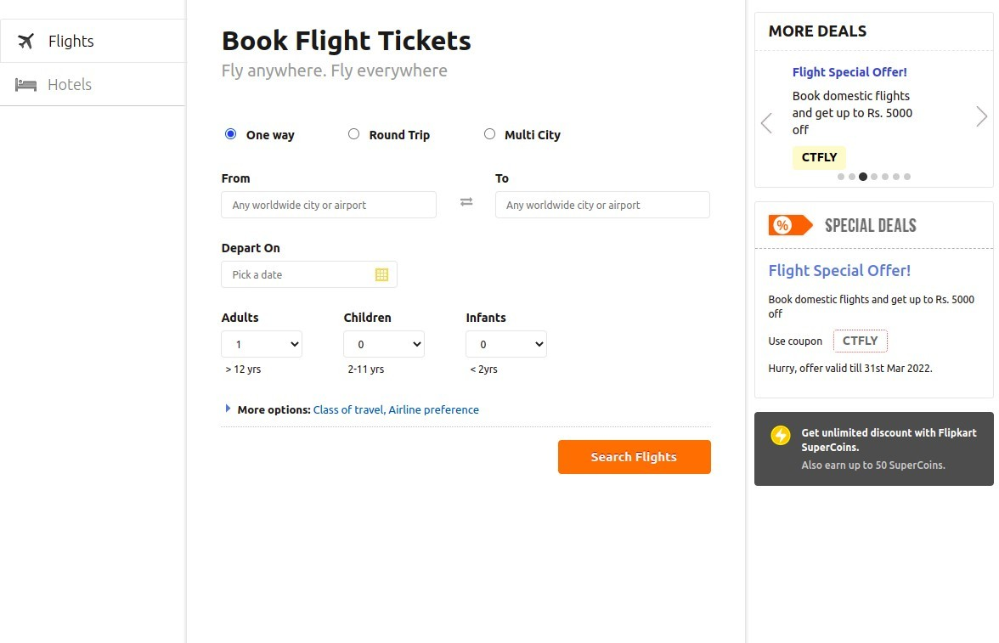 Flights
Hotels
Book Flight Tickets
Fly anywhere. Fly everywhere
One way Round Trip Multi City
From To
Any worldwide city or airport Any worldwide city or airport
Depart On
Pick a date
Adults Children Infants
1 0 0
> 12 yrs 2-11 yrs < 2yrs
More options: Class of travel, Airline preference
Search Flights
MORE DEALS
Flight Special Offer!
Book domestic flights
and get up to Rs. 5000
off
CTFLY
% SPECIAL DEALS
Flight Special Offer!
Book domestic flights and get up to Rs. 5000
off
Use coupon CTFLY
Hurry, offer valid till 31st Mar 2022.
Get unlimited discount with Flipkart
SuperCoins.
Also earn up to 50 SuperCoins.